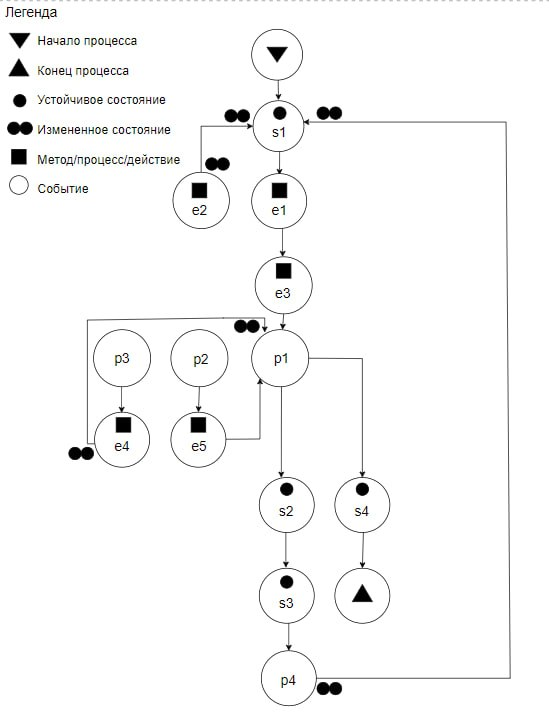 Легенда
Начало процесса
Конец процесса
Устойчивое состояние
Измененное состояние
Метод/процесс/действие
Событие
s1
e2
e1
e3
p3
p2
p1
e4
e5
s2
s4
s3
p4